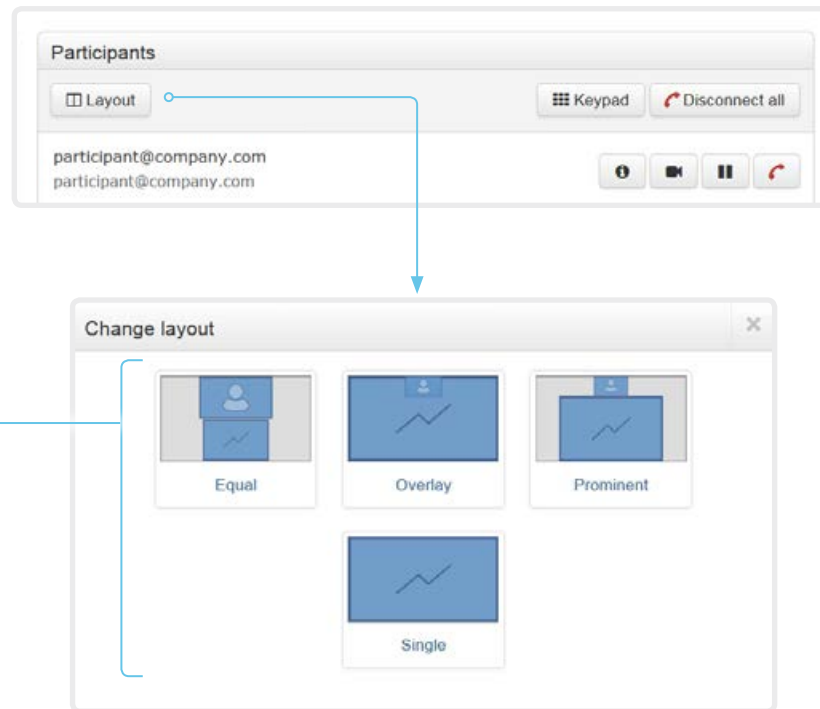 Participants
Layout Keypad Disconnect all
participant@company.com
participant@company.com
Change layout
Equal Overlay Prominent
Single